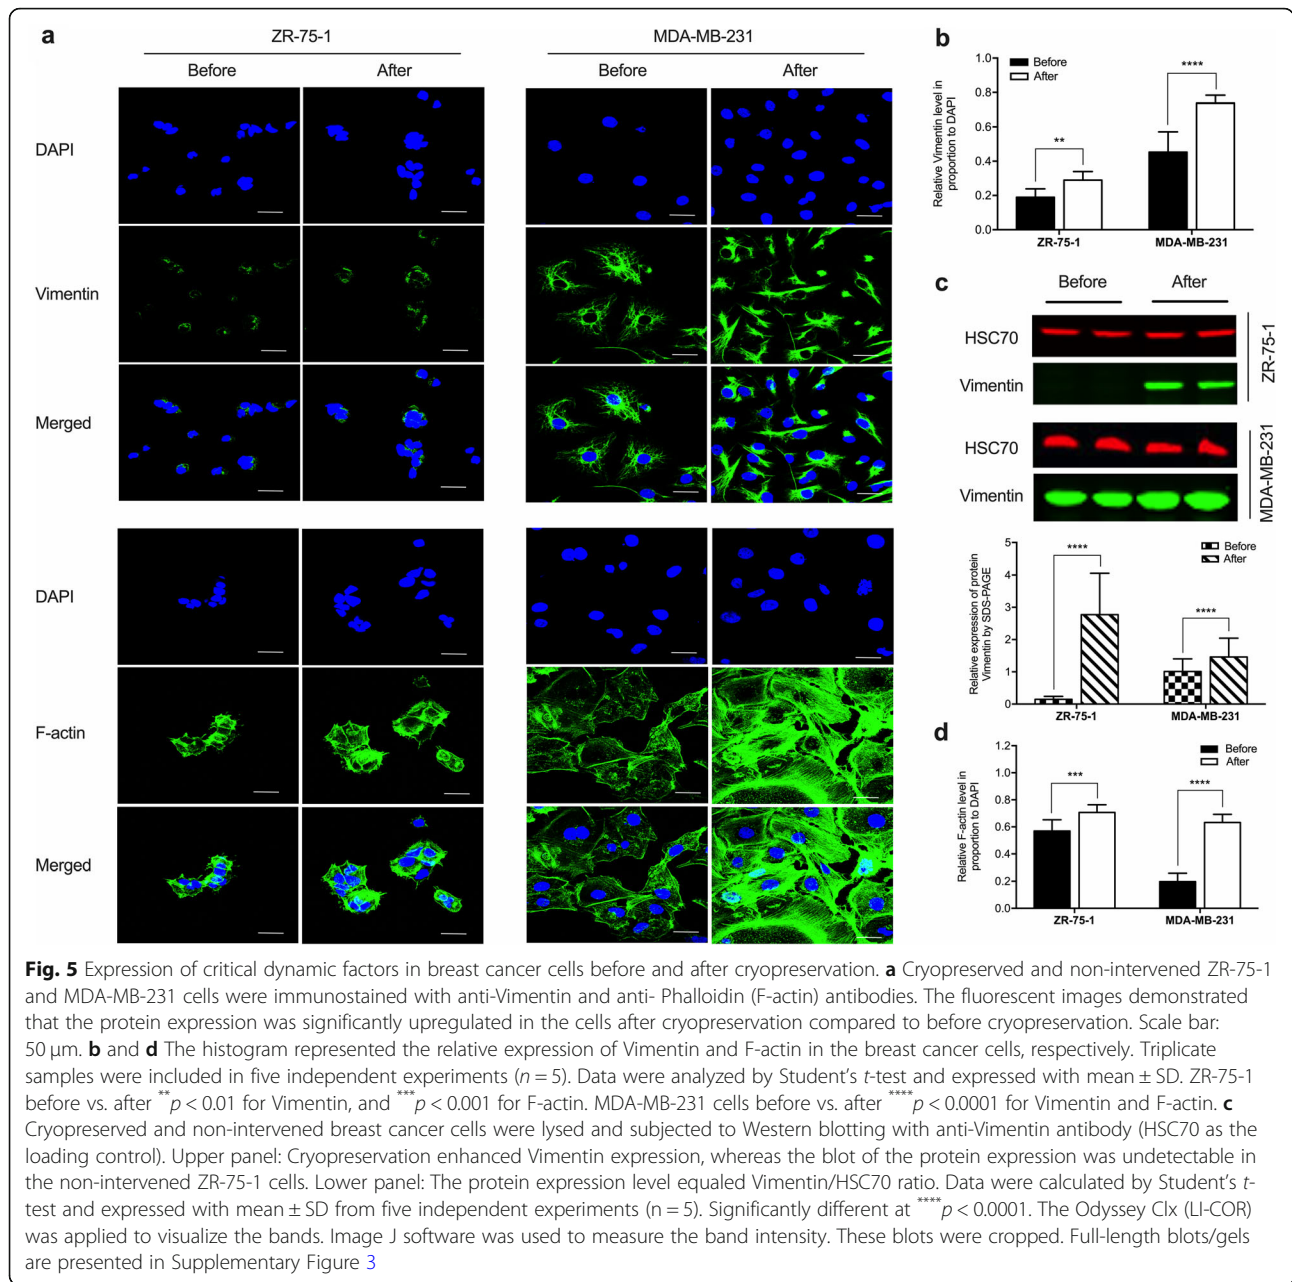 a
ZR-75-1
MDA-MB-231
Before
After
Before
After
DAPI
Vimentin
Merged
DAPI
F-actin
Merged
b
Relative Vimentin level in
proportion to DAPI
1.0
0.8
0.6
0.4
0.2
0.0
Before
After
**
****
ZR-75-1
MDA-MB-231
c
Before
After
HSC70
Vimentin
ZR-75-1
HSC70
Vimentin
MDA-MB-231
Relative expression of protein
Vimentin by SDS-PAGE
5
4
3
2
1
0
Before
After
****
****
ZR-75-1
MDA-MB-231
d
Relative F-actin level in
proportion to DAPI
1.2
1.0
0.8
0.6
0.4
0.2
0.0
Before
After
***
****
ZR-75-1
MDA-MB-231
Fig. 5 Expression of critical dynamic factors in breast cancer cells before and after cryopreservation. a Cryopreserved and non-intervened ZR-75-1
and MDA-MB-231 cells were immunostained with anti-Vimentin and anti- Phalloidin (F-actin) antibodies. The fluorescent images demonstrated
that the protein expression was significantly upregulated in the cells after cryopreservation compared to before cryopreservation. Scale bar:
50 μm. b and d The histogram represented the relative expression of Vimentin and F-actin in the breast cancer cells, respectively. Triplicate
samples were included in five independent experiments (n = 5). Data were analyzed by Student's t-test and expressed with mean ± SD. ZR-75-1
before vs. after **p < 0.01 for Vimentin, and ***p < 0.001 for F-actin. MDA-MB-231 cells before vs. after ****p < 0.0001 for Vimentin and F-actin. c
Cryopreserved and non-intervened breast cancer cells were lysed and subjected to Western blotting with anti-Vimentin antibody (HSC70 as the
loading control). Upper panel: Cryopreservation enhanced Vimentin expression, whereas the blot of the protein expression was undetectable in
the non-intervened ZR-75-1 cells. Lower panel: The protein expression level equaled Vimentin/HSC70 ratio. Data were calculated by Student's t-
test and expressed with mean ± SD from five independent experiments (n = 5). Significantly different at ****p < 0.0001. The Odyssey Clx (LI-COR)
was applied to visualize the bands. Image J software was used to measure the band intensity. These blots were cropped. Full-length blots/gels
are presented in Supplementary Figure 3